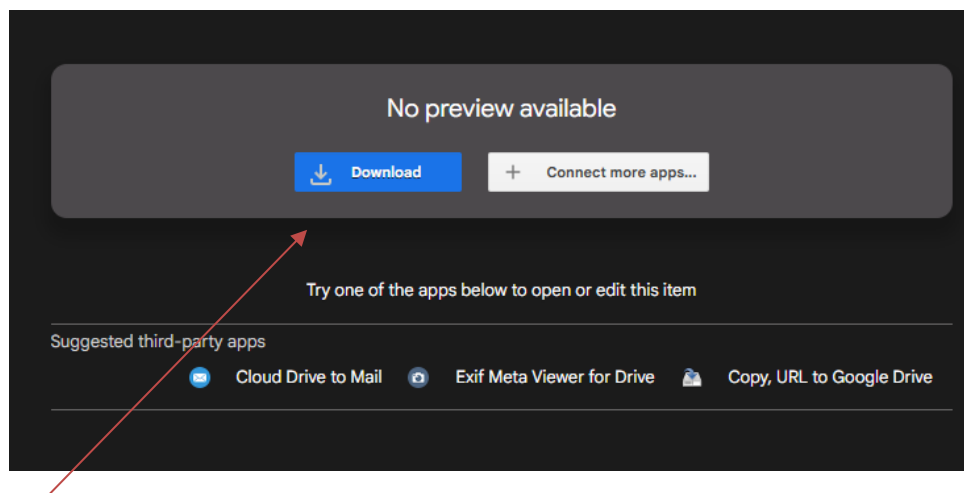 No preview available
Download
Connect more apps...
Try one of the apps below to open or edit this item
Suggested third-party apps
Cloud Drive to Mail Exif Meta Viewer for Drive Copy, URL to Google Drive